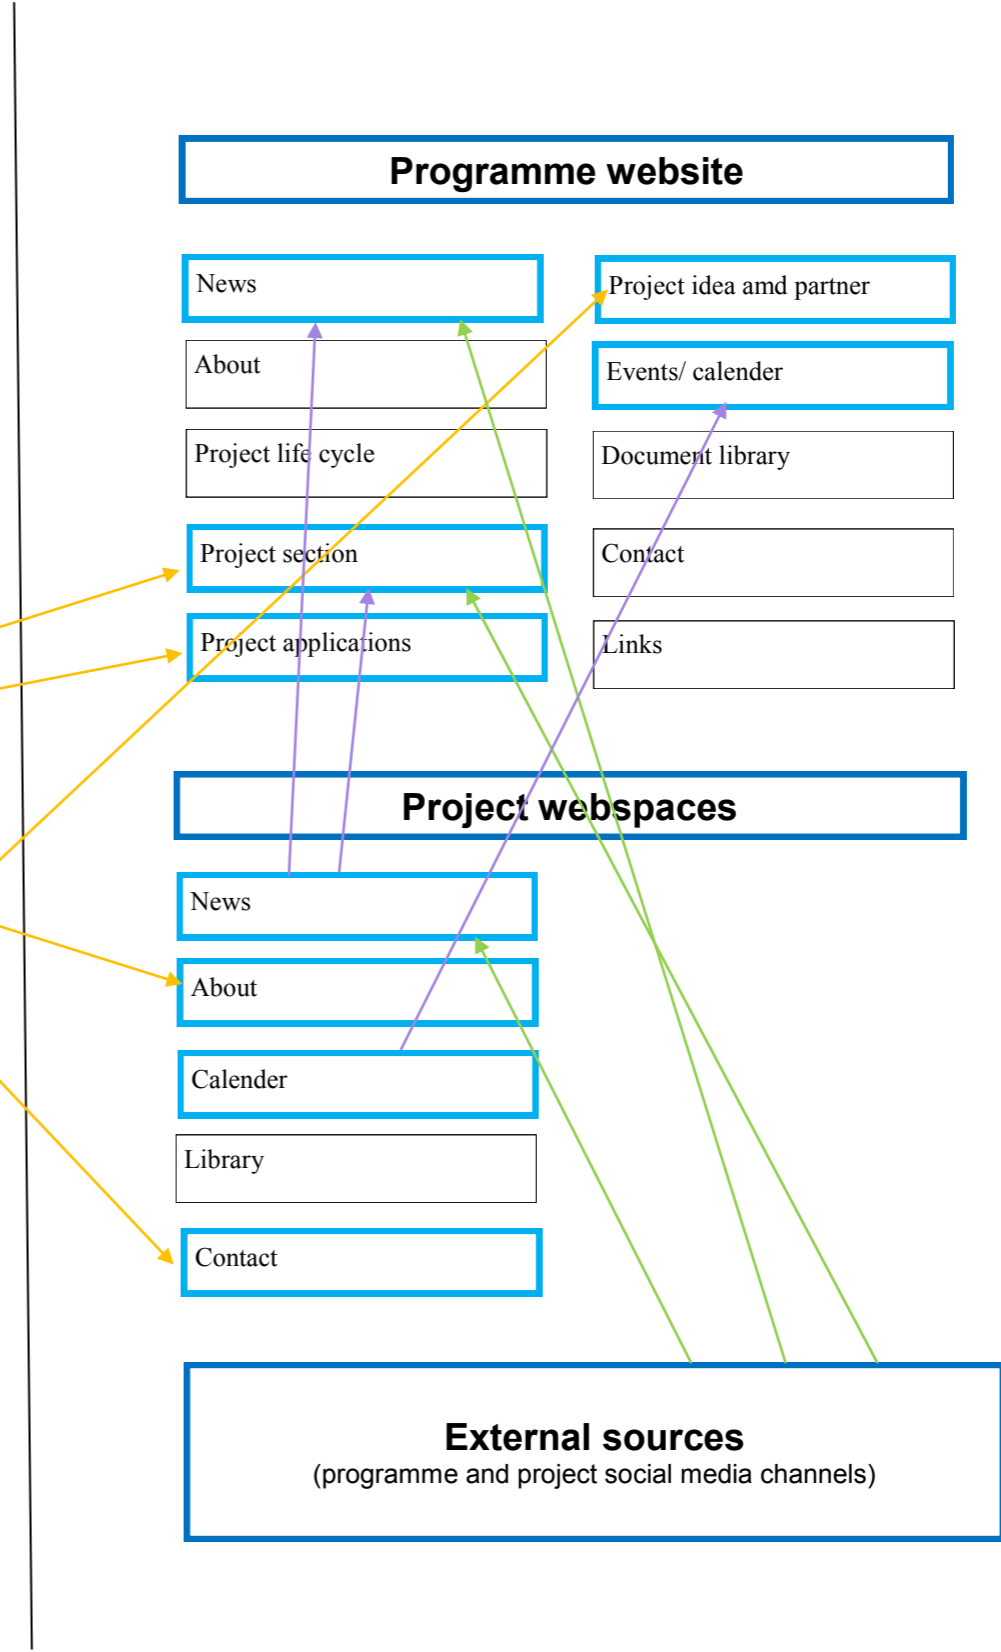 Programme website
News
About
Project life cycle
Project section
Project applications
Project idea amd partner
Events/ calender
Document library
Contact
Links
Project webspaces
News
About
Calender
Library
Contact
External sources
(programme and project social media channels)